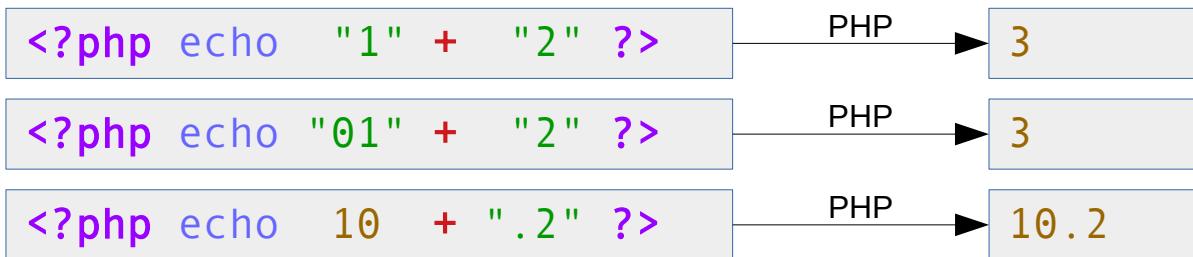 <?php echo "1" + "2" ?> PHP 3
<?php echo "01" + "2" ?> PHP 3
<?php echo 10 + ".2" ?> PHP 10.2